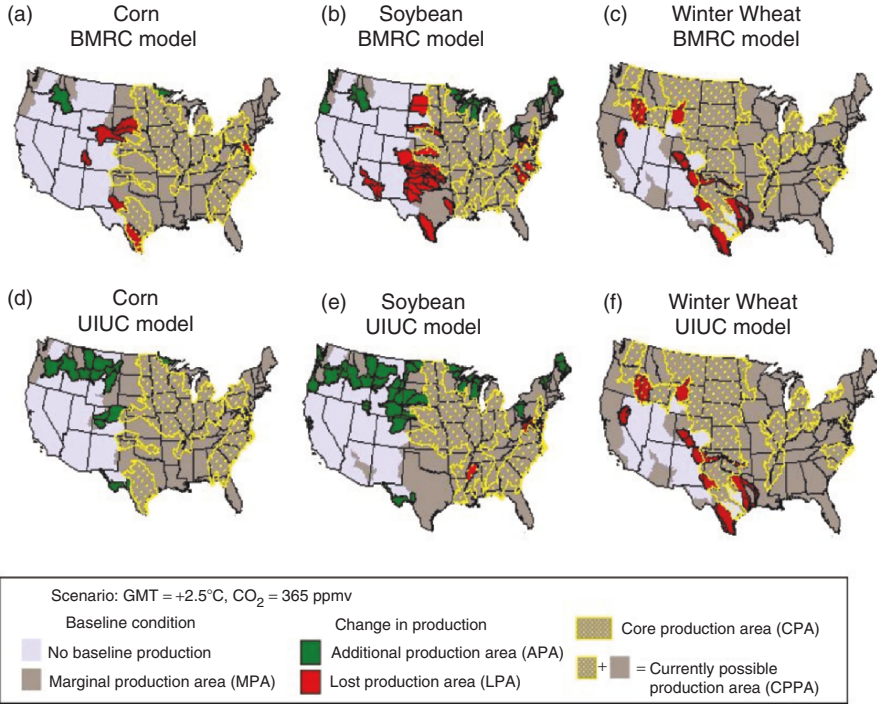 (a) Corn
BMRC model
(b) Soybean
BMRC model
(c) Winter Wheat
BMRC model
(d) Corn
UIUC model
(e) Soybean
UIUC model
(f) Winter Wheat
UIUC model
Scenario: GMT = +2.5°C, CO2 = 365 ppmv
Baseline condition
No baseline production
Marginal production area (MPA)
Change in production
Additional production area (APA)
Lost production area (LPA)
Core production area (CPA)
+ = Currently possible
production area (CPPA)